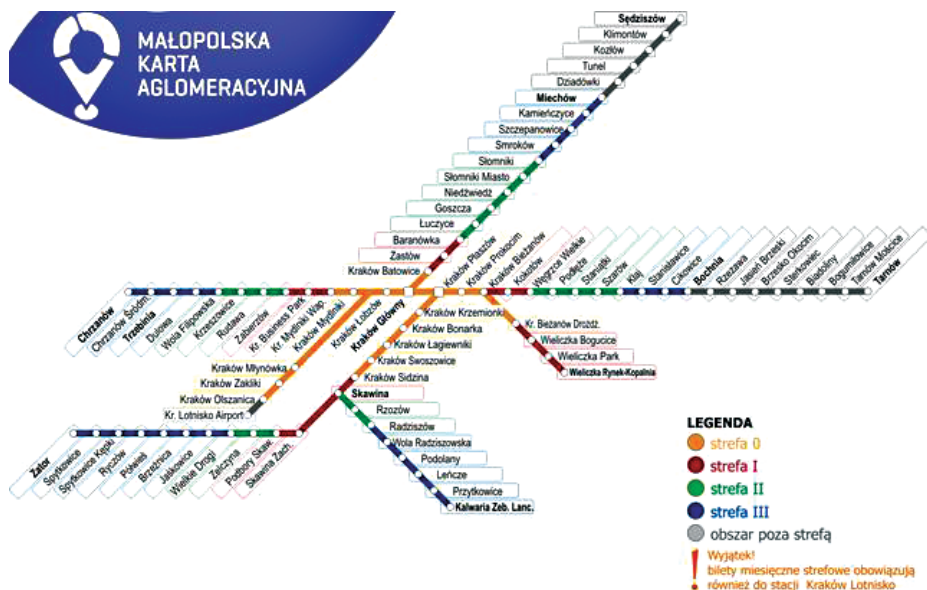 MAŁOPOLSKA
KARTA
AGLOMERACYJNA
Sędziszów
Klimontów
Kozłów
Tunel
Dziadówki
Miechów
Kamieńczyce
Szczepanowice
Smroków
Słomniki
Słomniki Miasto
Niedźwiedź
Goszcza
Łuczyce
Baranówka
Zastów
Kraków Batowice
Chrzanów
Chrzanów Śródm.
Trzebinia
Dulowa
Wola Filipowska
Krzeszowice
Rudawa
Zabierzów
Kr. Business Park
Kr. Mydlniki Wap.
Kraków Mydlniki
Kraków Łobzów
Kraków Główny
Kraków Płaszów
Kraków Prokocim
Kraków Bieżanów
Kokotów
Węgrzce Wielkie
Podłęże
Staniątki
Szarów
Kłaj
Stanisławice
Cikowice
Bochnia
Rzezawa
Jasień Brzeski
Brzesko Okocim
Sterkowiec
Biadoliny
Bogumiłowice
Tarnów Mościce
Tarnów
Kraków Młynówka
Kraków Zakliki
Kraków Olszanica
Kr. Lotnisko Airport
Kraków Krzemionki
Kraków Bonarka
Kraków Łagiewniki
Kraków Swoszowice
Kraków Sidzina
Skawina
Kr. Bieżanów Drożdż.
Wieliczka Bogucice
Wieliczka Park
Wieliczka Rynek-Kopalnia
Rzozów
Radziszów
Wola Radziszowska
Podolany
Leńcze
Przytkowice
Kalwaria Zeb. Lanc.
Zator
Spytkowice
Spytkowice Kępki
Ryczów
Półwieś
Brzeźnica
Jaśkowice
Wielkie Drogi
Zelczyna
Podbory Skaw.
Skawina Zach.
LEGENDA
strefa 0
strefa I
strefa II
strefa III
obszar poza strefą
! Wyjątek!
bilety miesięczne strefowe obowiązują
również do stacji Kraków Lotnisko